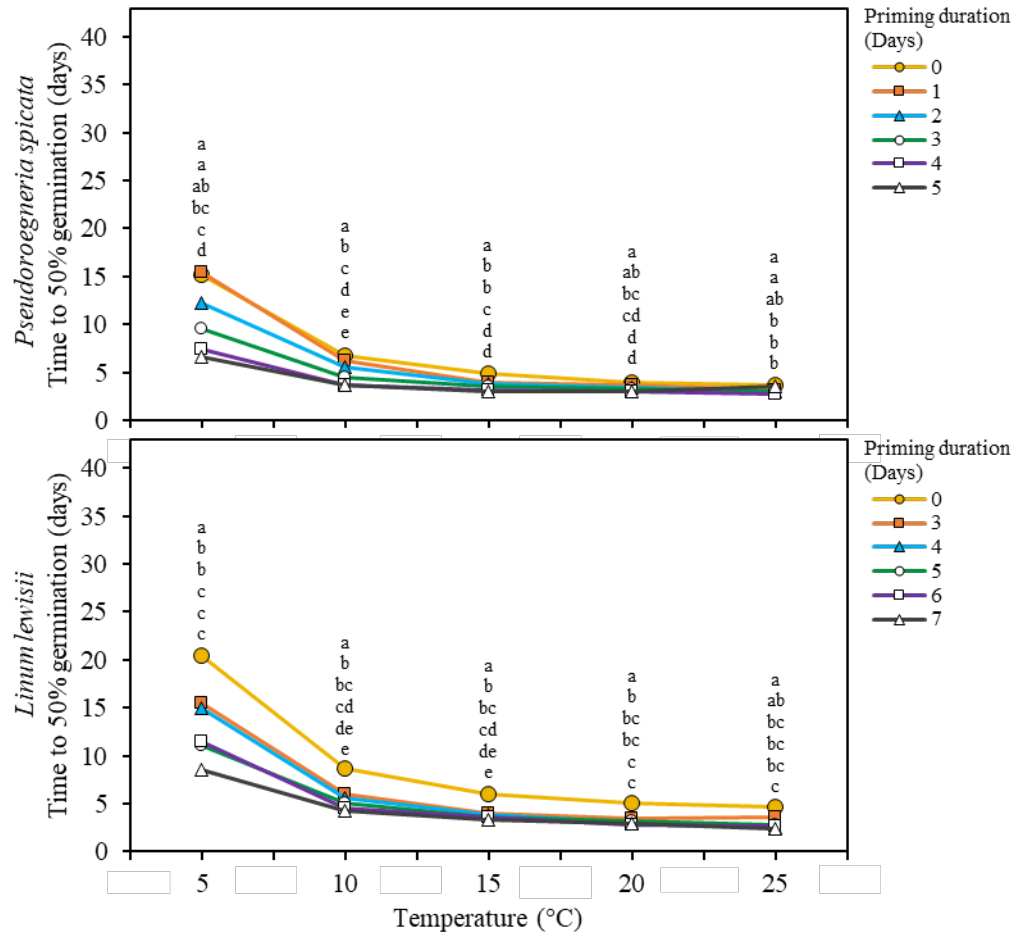 Priming duration
(Days)
0
1
2
3
4
5
Pseudoroegneria spicata
Time to 50% germination (days)
40
35
30
25
20
15
10
5
0
a
a
ab
bc
c
d
a
b
c
d
e
e
a
b
b
c
d
d
a
ab
bc
cd
d
d
a
a
ab
b
b
b
Priming duration
(Days)
0
3
4
5
6
7
Linum lewisii
Time to 50% germination (days)
40
35
30
25
20
15
10
5
0
a
b
b
c
c
c
a
b
bc
cd
de
e
a
b
bc
cd
de
e
a
b
bc
bc
c
c
a
ab
bc
bc
bc
c
5 10 15 20 25
Temperature (°C)